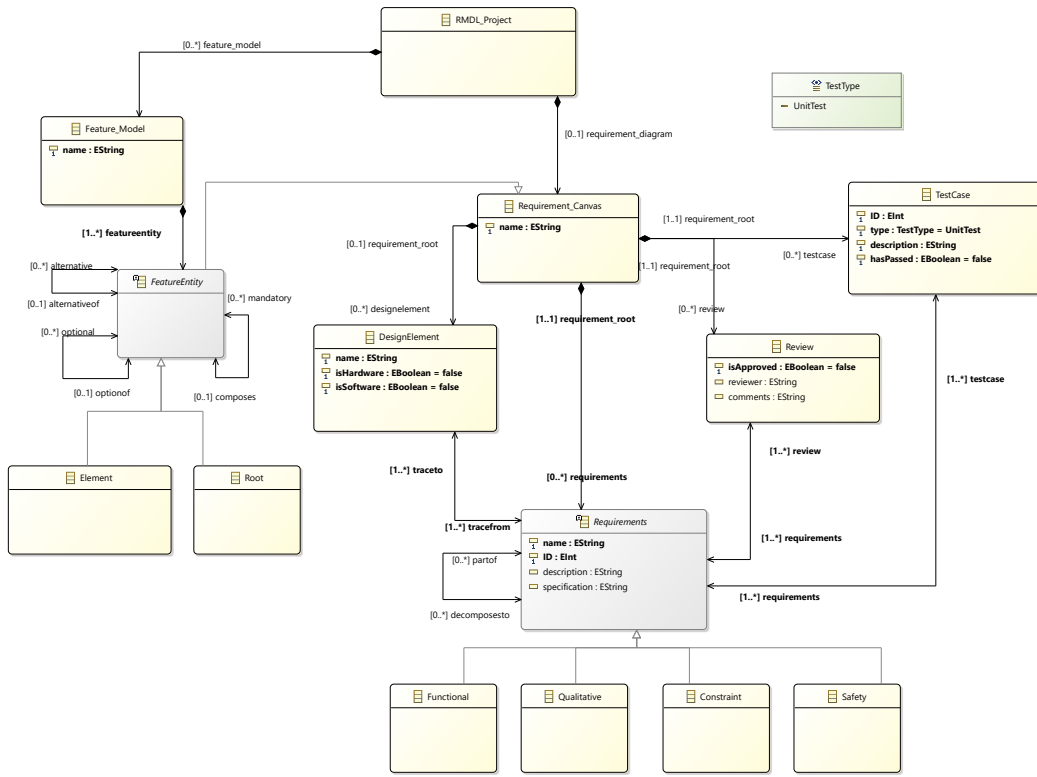 RMDL_Project
[0..*] feature_model
TestType
UnitTest
Feature_Model
name : EString
[0..1] requirement_diagram
Requirement_Canvas
name : EString
TestCase
ID : EInt
type : TestType = UnitTest
description : EString
hasPassed : EBoolean = false
[1..*] featureentity
[0..1] requirement_root
[1..1] requirement_root
[0..*] testcase
[1..1] requirement_root
[0..*] alternative
[0..1] alternativeof
FeatureEntity
[0..*] mandatory
[0..*] optional
[0..1] optionof
[0..1] composes
[0..*] designelement
[1..1] requirement_root
[0..*] review
DesignElement
name : EString
isHardware : EBoolean = false
isSoftware : EBoolean = false
Review
isApproved : EBoolean = false
reviewer : EString
comments : EString
[1..*] testcase
Element
Root
[1..*] traceto
[0..*] requirements
[1..*] review
[1..*] tracefrom
Requirements
name : EString
ID : EInt
description : EString
specification : EString
[1..*] requirements
[0..*] partof
[0..*] decomposesto
[1..*] requirements
Functional
Qualitative
Constraint
Safety